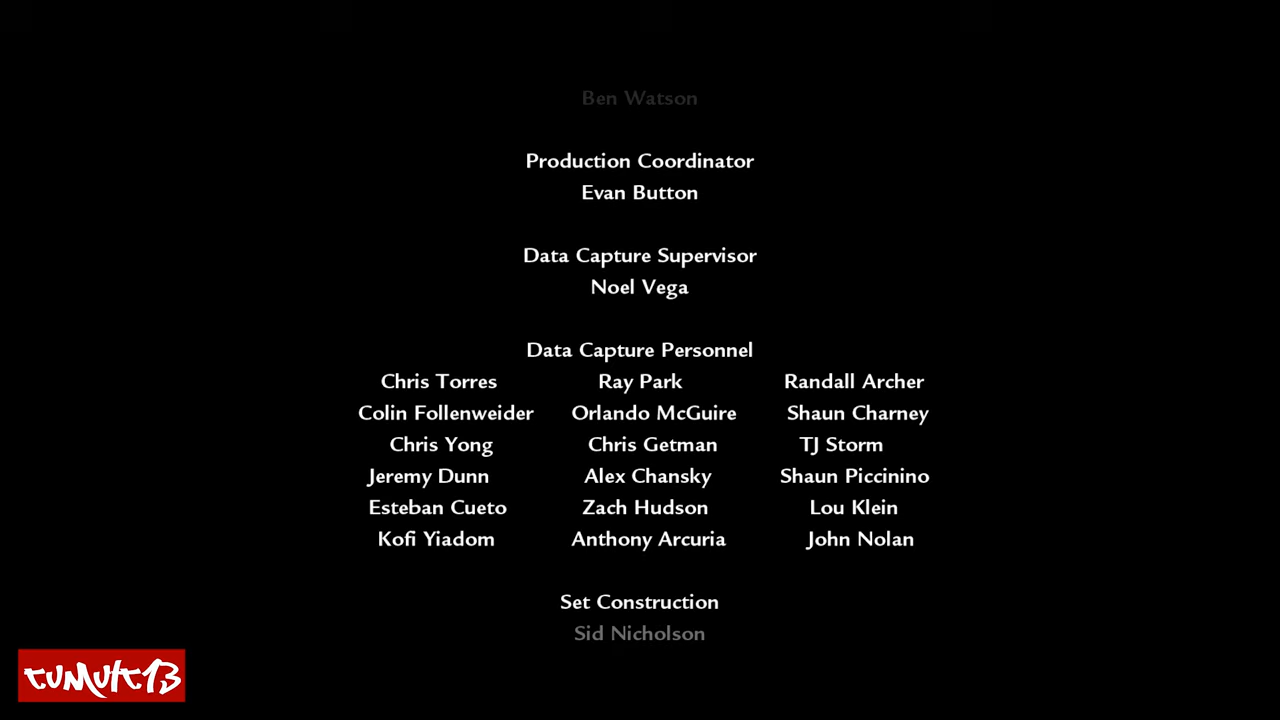 Ben Watson
Production Coordinator
Evan Button
Data Capture Supervisor
Noel Vega
Data Capture Personnel
Chris Torres Ray Park Randall Archer
Colin Follenweider Orlando McGuire Shaun Charney
Chris Yong Chris Getman TJ Storm
Jeremy Dunn Alex Chansky Shaun Piccinino
Esteban Cueto Zach Hudson Lou Klein
Kofi Yiadom Anthony Arcuria John Nolan
Set Construction
Sid Nicholson
tumult13